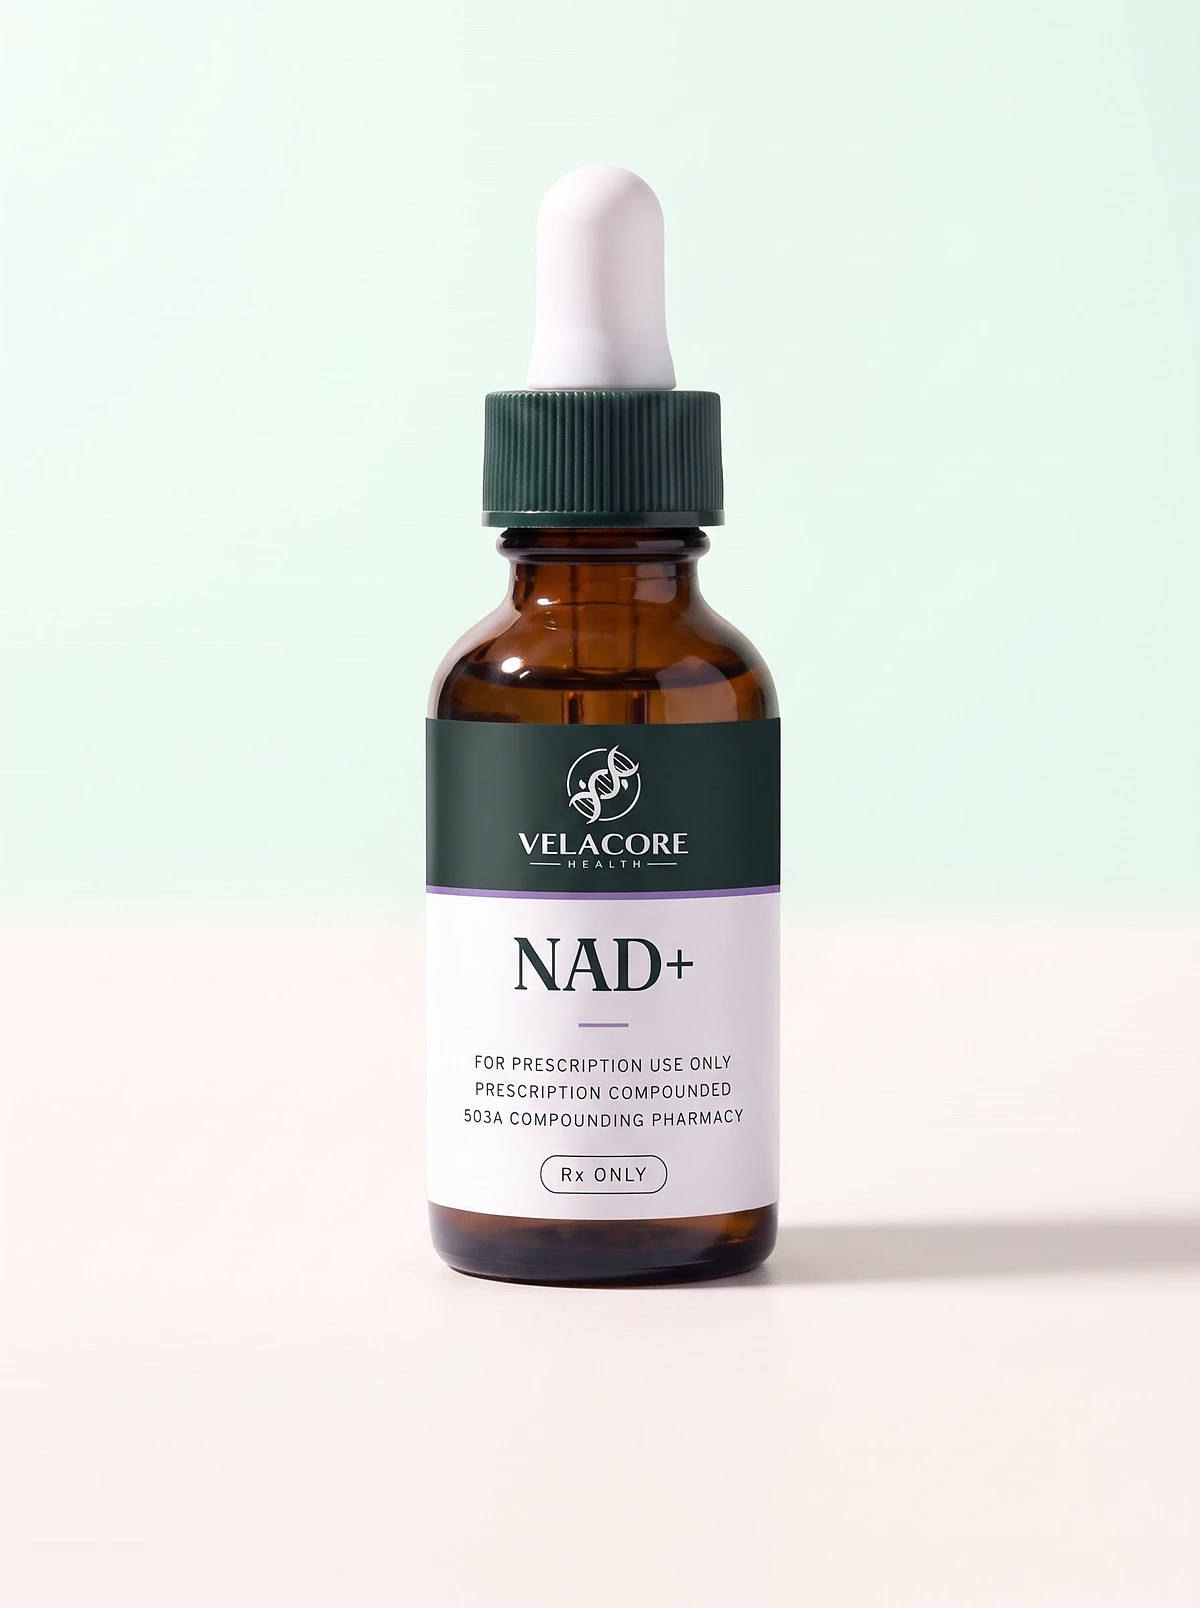 VELACORE
HEALTH
NAD+
FOR PRESCRIPTION USE ONLY
PRESCRIPTION COMPOUNDED
503A COMPOUNDING PHARMACY
Rx ONLY